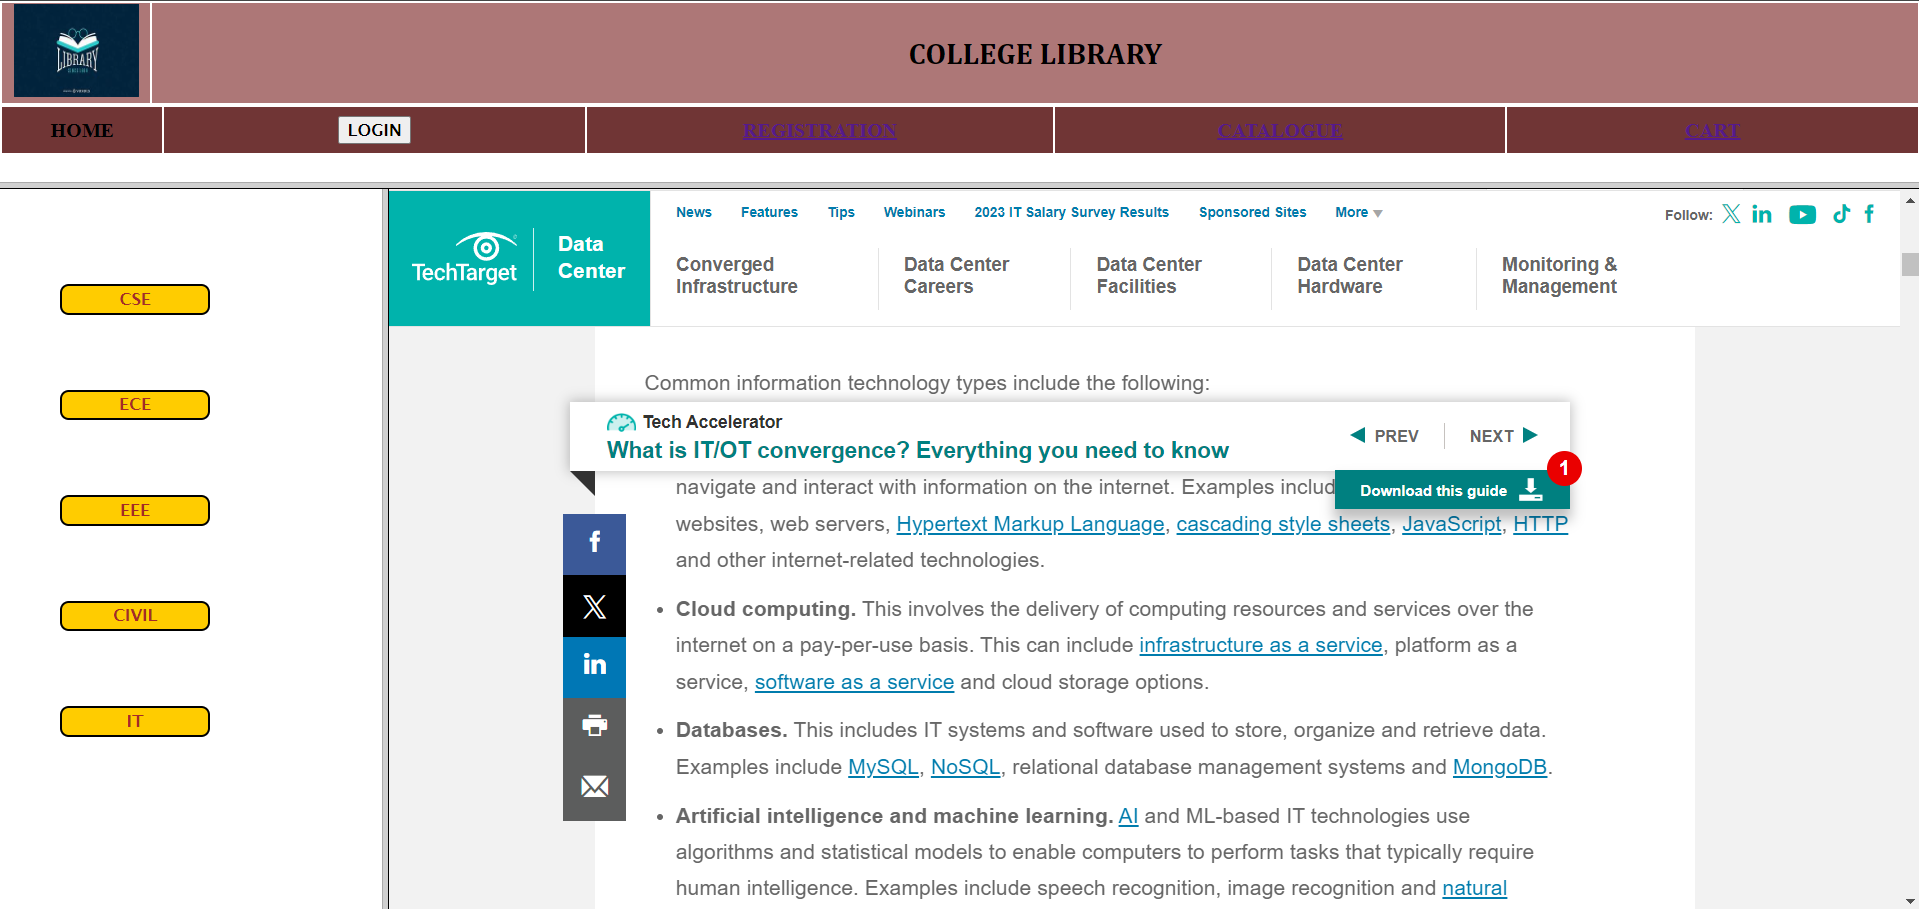 LIBRARY
COLLEGE LIBRARY
HOME
LOGIN
REGISTRATION
CATALOGUE
CART
CSE
ECE
EEE
CIVIL
IT
TechTarget
Data
Center
News
Features
Tips
Webinars
2023 IT Salary Survey Results
Sponsored Sites
More
Follow:
Converged
Infrastructure
Data Center
Careers
Data Center
Facilities
Data Center
Hardware
Monitoring &
Management
Common information technology types include the following:
Tech Accelerator
What is IT/OT convergence? Everything you need to know
PREV
NEXT
1
Download this guide
navigate and interact with information on the internet. Examples includ
websites, web servers, Hypertext Markup Language, cascading style sheets, JavaScript, HTTP
and other internet-related technologies.
• Cloud computing. This involves the delivery of computing resources and services over the
internet on a pay-per-use basis. This can include infrastructure as a service, platform as a
service, software as a service and cloud storage options.
• Databases. This includes IT systems and software used to store, organize and retrieve data.
Examples include MySQL, NoSQL, relational database management systems and MongoDB.
• Artificial intelligence and machine learning. AI and ML-based IT technologies use
algorithms and statistical models to enable computers to perform tasks that typically require
human intelligence. Examples include speech recognition, image recognition and natural